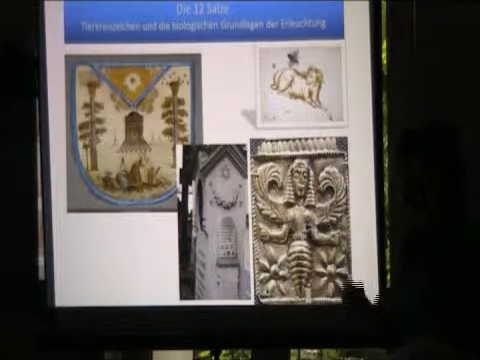 Die 12 Salze
Tierkreiszeichen und die biologischen Grundlagen der Erleuchtung